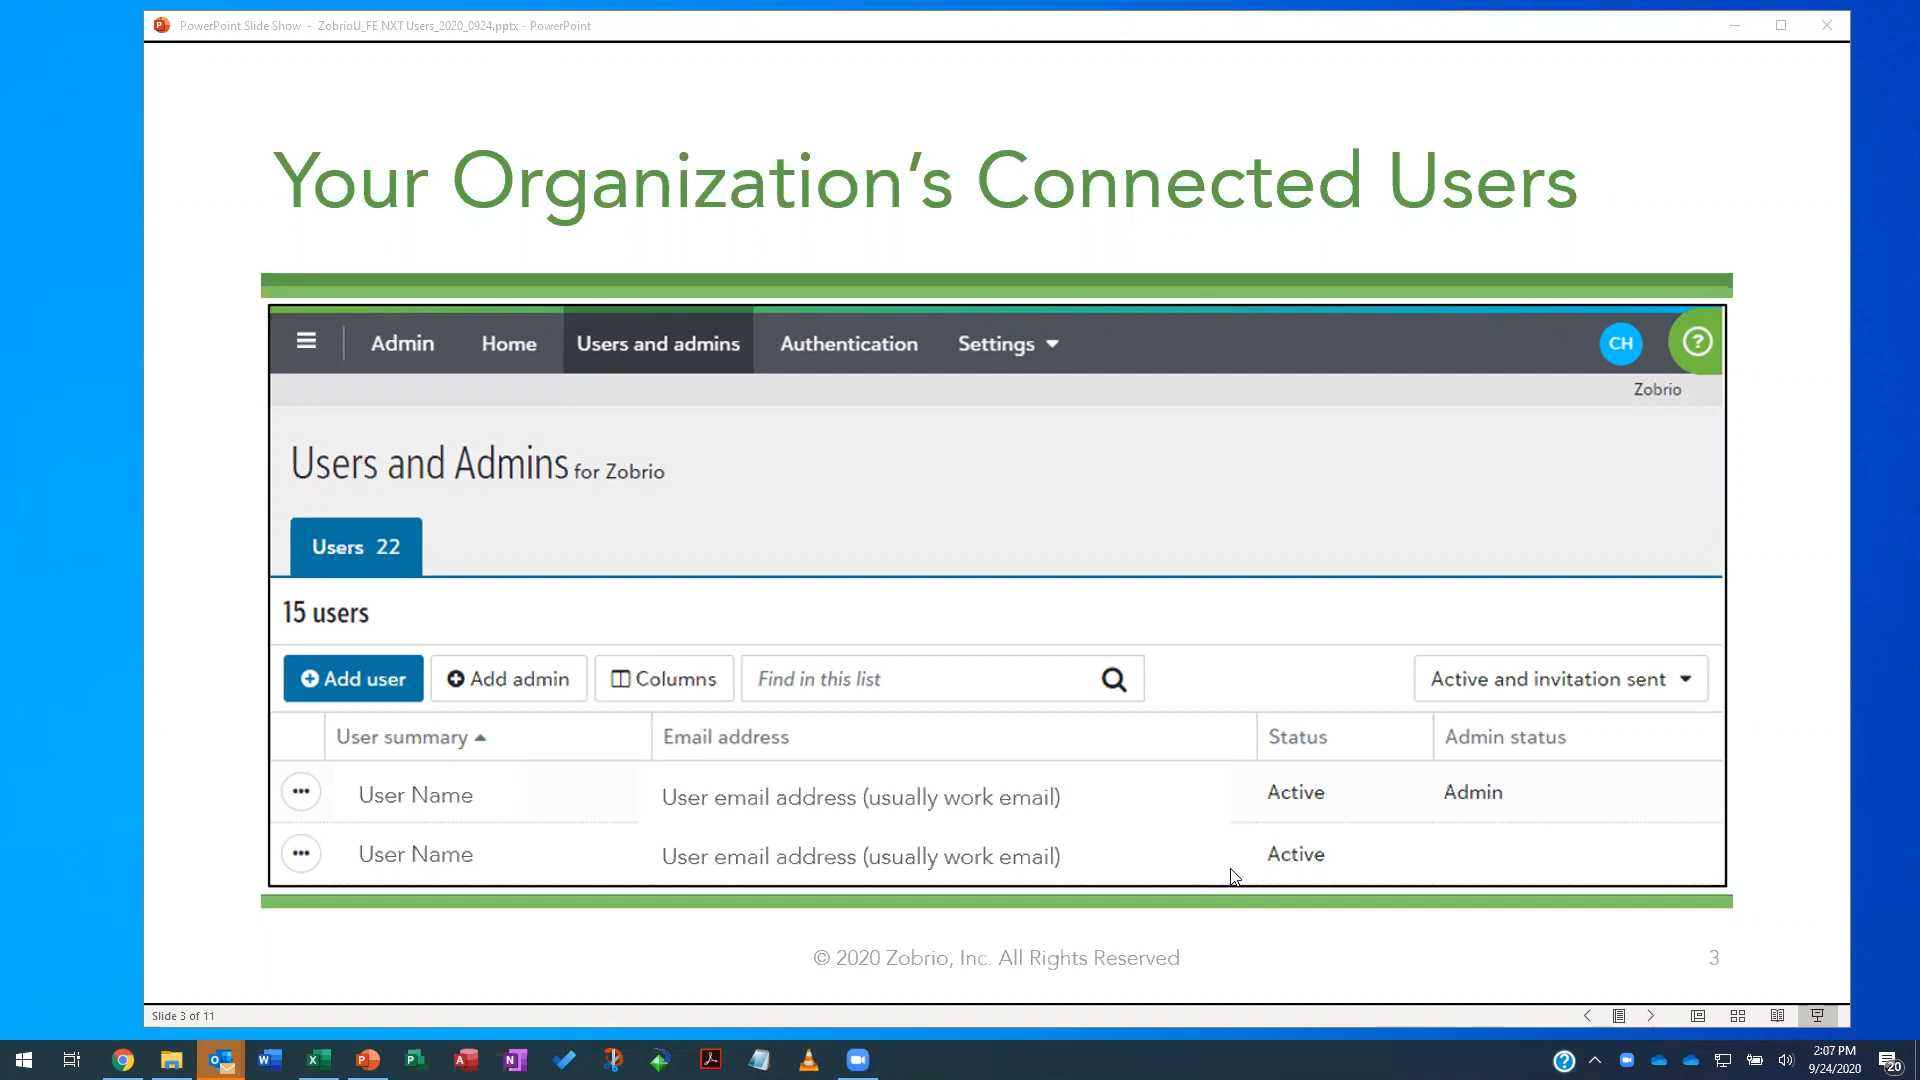 PowerPoint Slide Show - ZobrioU_FE NXT Users_2020_0924.pptx - PowerPoint
Your Organization's Connected Users
Admin Home Users and admins Authentication Settings CH ?
Zobrio
Users and Admins for Zobrio
Users 22
15 users
Add user Add admin Columns Find in this list Active and invitation sent
User summary Email address Status Admin status
User Name User email address (usually work email) Active Admin
User Name User email address (usually work email) Active
© 2020 Zobrio, Inc. All Rights Reserved 3
Slide 3 of 11
2:07 PM
9/24/2020
20